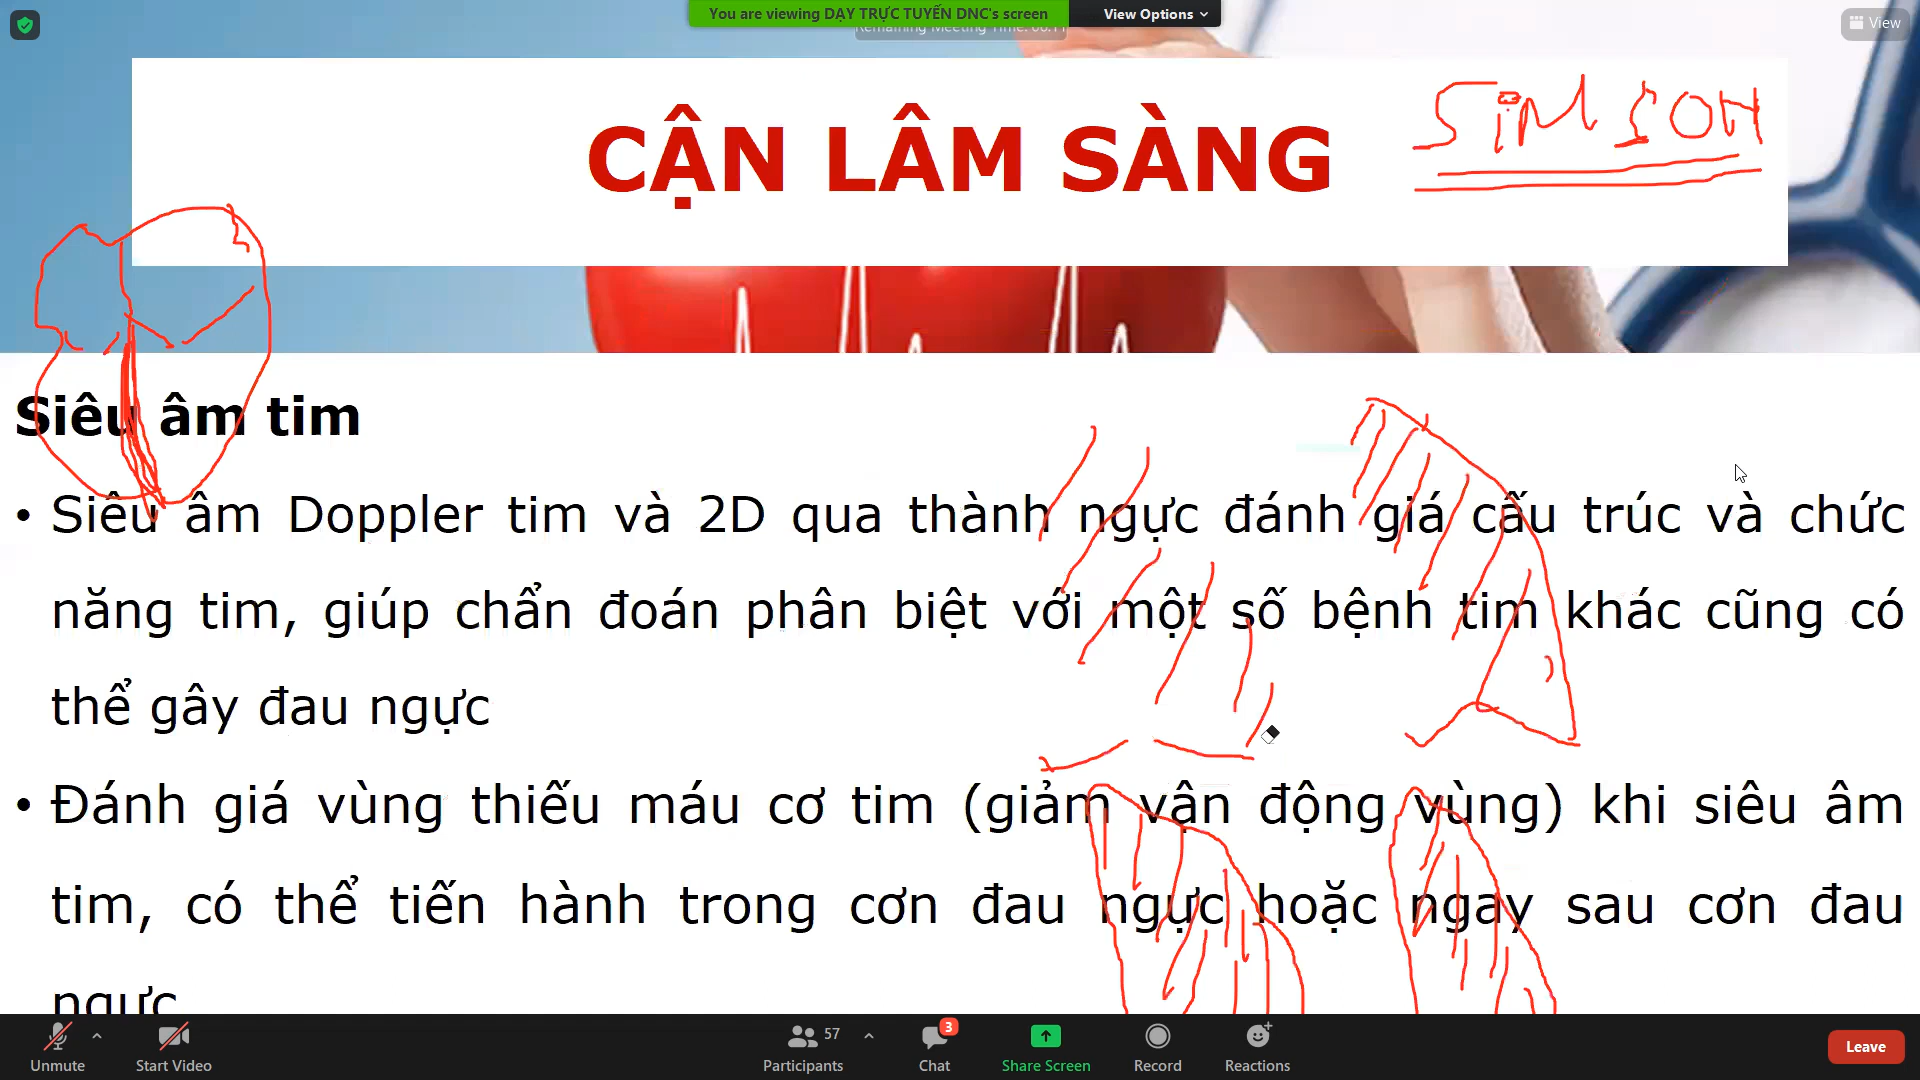 You are viewing DẠY TRỰC TUYẾN DNC's screen
View Options
View
Remaining Meeting Time:
CẬN LÂM SÀNG
SiMSON
Siêu âm tim
• Siêu âm Doppler tim và 2D qua thành ngực đánh giá cấu trúc và chức
năng tim, giúp chẩn đoán phân biệt với một số bệnh tim khác cũng có
thể gây đau ngực
• Đánh giá vùng thiếu máu cơ tim (giảm vận động vùng) khi siêu âm
tim, có thể tiến hành trong cơn đau ngực hoặc ngay sau cơn đau
ngực
57
3
Unmute
Start Video
Participants
Chat
Share Screen
Record
Reactions
Leave